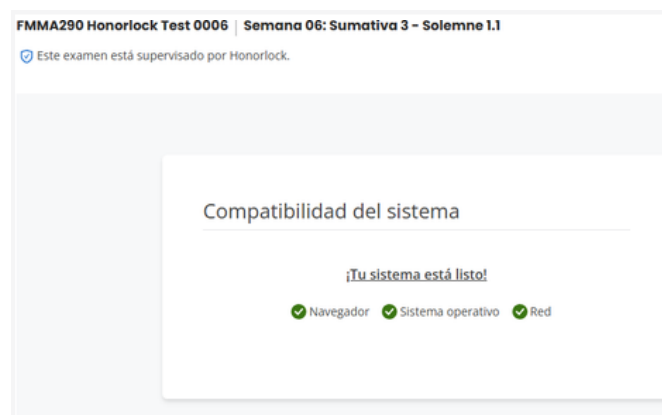 FMMA290 Honorlock Test 0006 | Semana 06: Sumativa 3 - Solemne 1.1
Este examen está supervisado por Honorlock.
Compatibilidad del sistema
¡Tu sistema está listo!
Navegador Sistema operativo Red